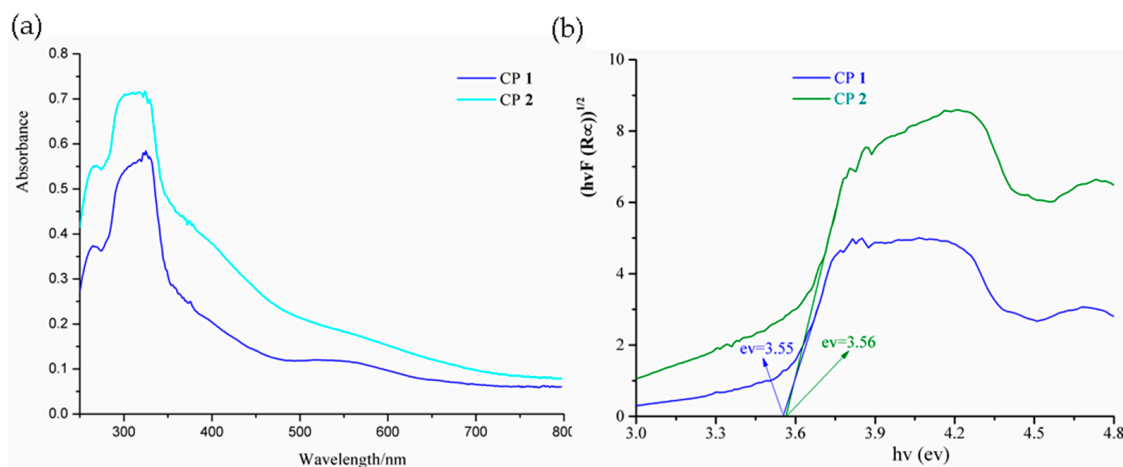 (a)
0.8
0.7
0.6
0.5
0.4
0.3
0.2
0.1
0.0
Absorbance
CP 1
CP 2
300
400
500
600
700
800
Wavelength/nm
(b)
10
8
6
4
2
0
(hvF (R∝))1/2
CP 1
CP 2
ev=3.55
ev=3.56
3.0
3.3
3.6
3.9
4.2
4.5
4.8
hv (ev)